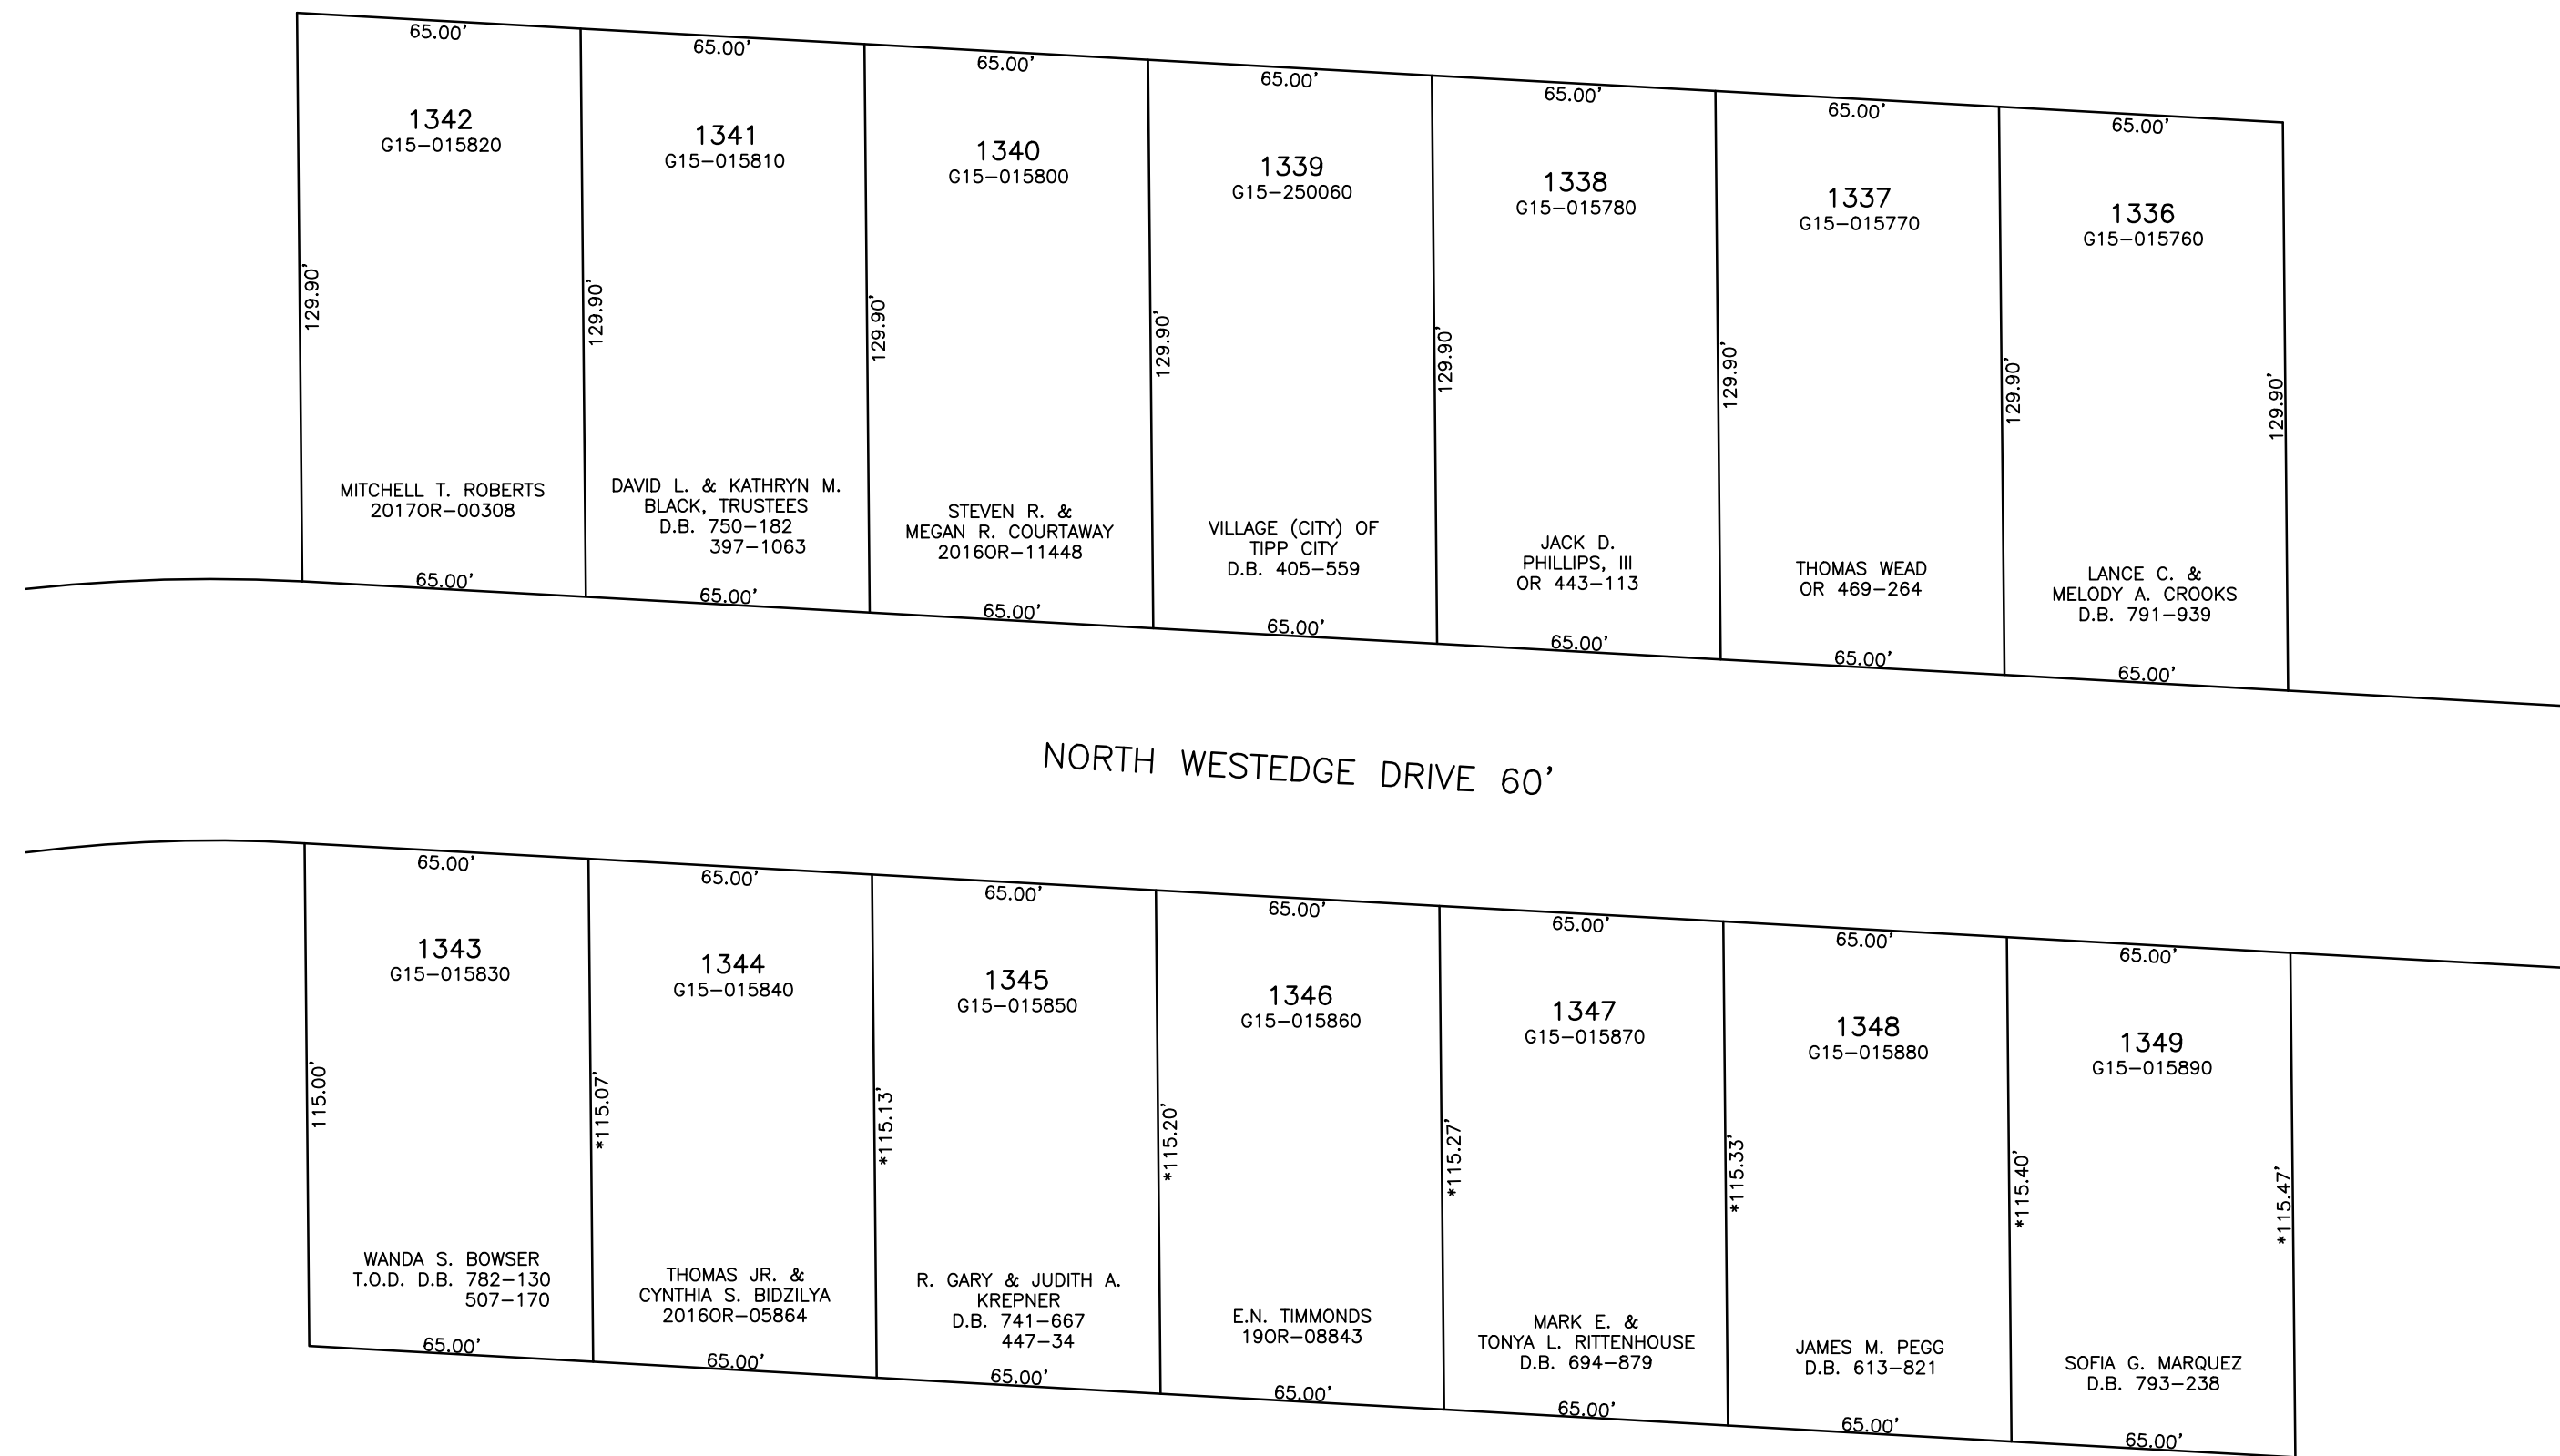 65.00'
65.00'
65.00'
65.00'
65.00'
65.00'
65.00'
1342
G15-015820
1341
G15-015810
1340
G15-015800
1339
G15-250060
1338
G15-015780
1337
G15-015770
1336
G15-015760
129.90'
129.90'
129.90'
129.90'
129.90'
129.90'
129.90'
129.90'
MITCHELL T. ROBERTS
2017OR-00308
DAVID L. & KATHRYN M.
BLACK, TRUSTEES
D.B. 750-182
397-1063
STEVEN R. &
MEGAN R. COURTAWAY
2016OR-11448
VILLAGE (CITY) OF
TIPP CITY
D.B. 405-559
JACK D.
PHILLIPS, III
OR 443-113
THOMAS WEAD
OR 469-264
LANCE C. &
MELODY A. CROOKS
D.B. 791-939
65.00'
65.00'
65.00'
65.00'
65.00'
65.00'
65.00'
NORTH WESTEDGE DRIVE 60'
65.00'
65.00'
65.00'
65.00'
65.00'
65.00'
65.00'
1343
G15-015830
1344
G15-015840
1345
G15-015850
1346
G15-015860
1347
G15-015870
1348
G15-015880
1349
G15-015890
115.00'
*115.07'
*115.13'
*115.20'
*115.27'
*115.33'
*115.40'
*115.47'
WANDA S. BOWSER
T.O.D. D.B. 782-130
507-170
THOMAS JR. &
CYNTHIA S. BIDZILYA
2016OR-05864
R. GARY & JUDITH A.
KREPNER
D.B. 741-667
447-34
E.N. TIMMONDS
19OR-08843
MARK E. &
TONYA L. RITTENHOUSE
D.B. 694-879
JAMES M. PEGG
D.B. 613-821
SOFIA G. MARQUEZ
D.B. 793-238
65.00'
65.00'
65.00'
65.00'
65.00'
65.00'
65.00'